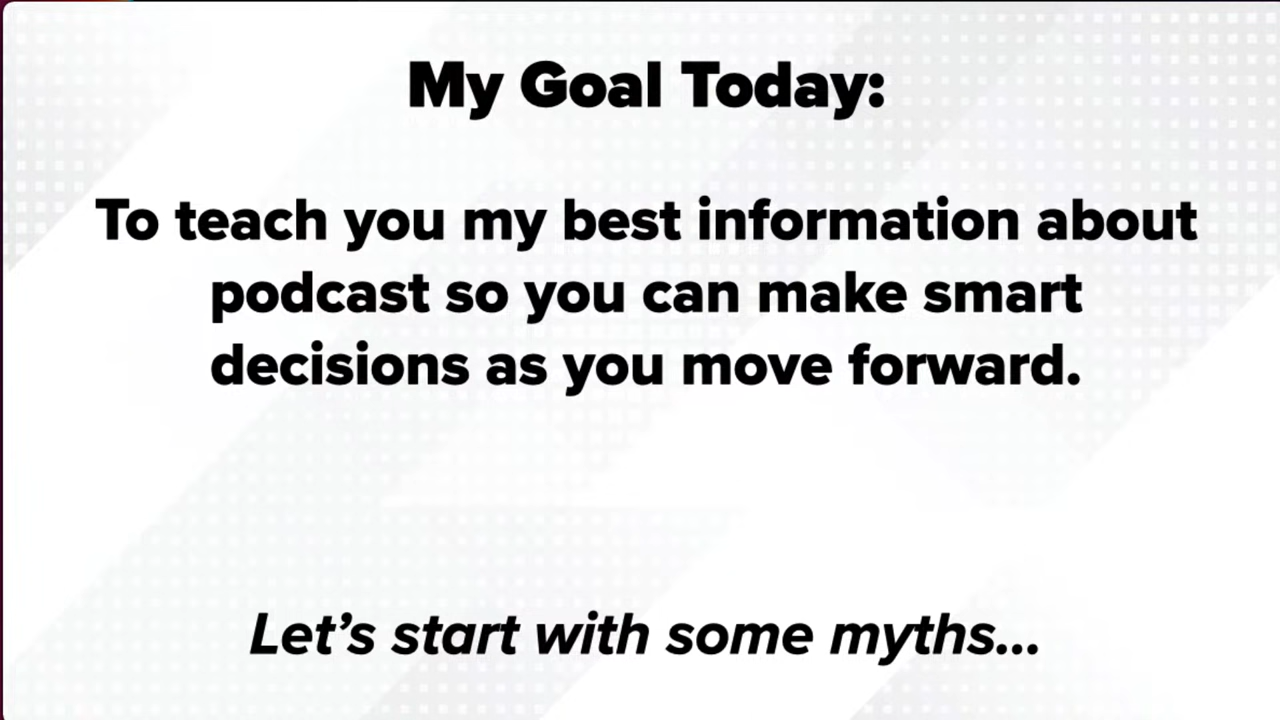 My Goal Today:
To teach you my best information about
podcast so you can make smart
decisions as you move forward.
Let’s start with some myths...